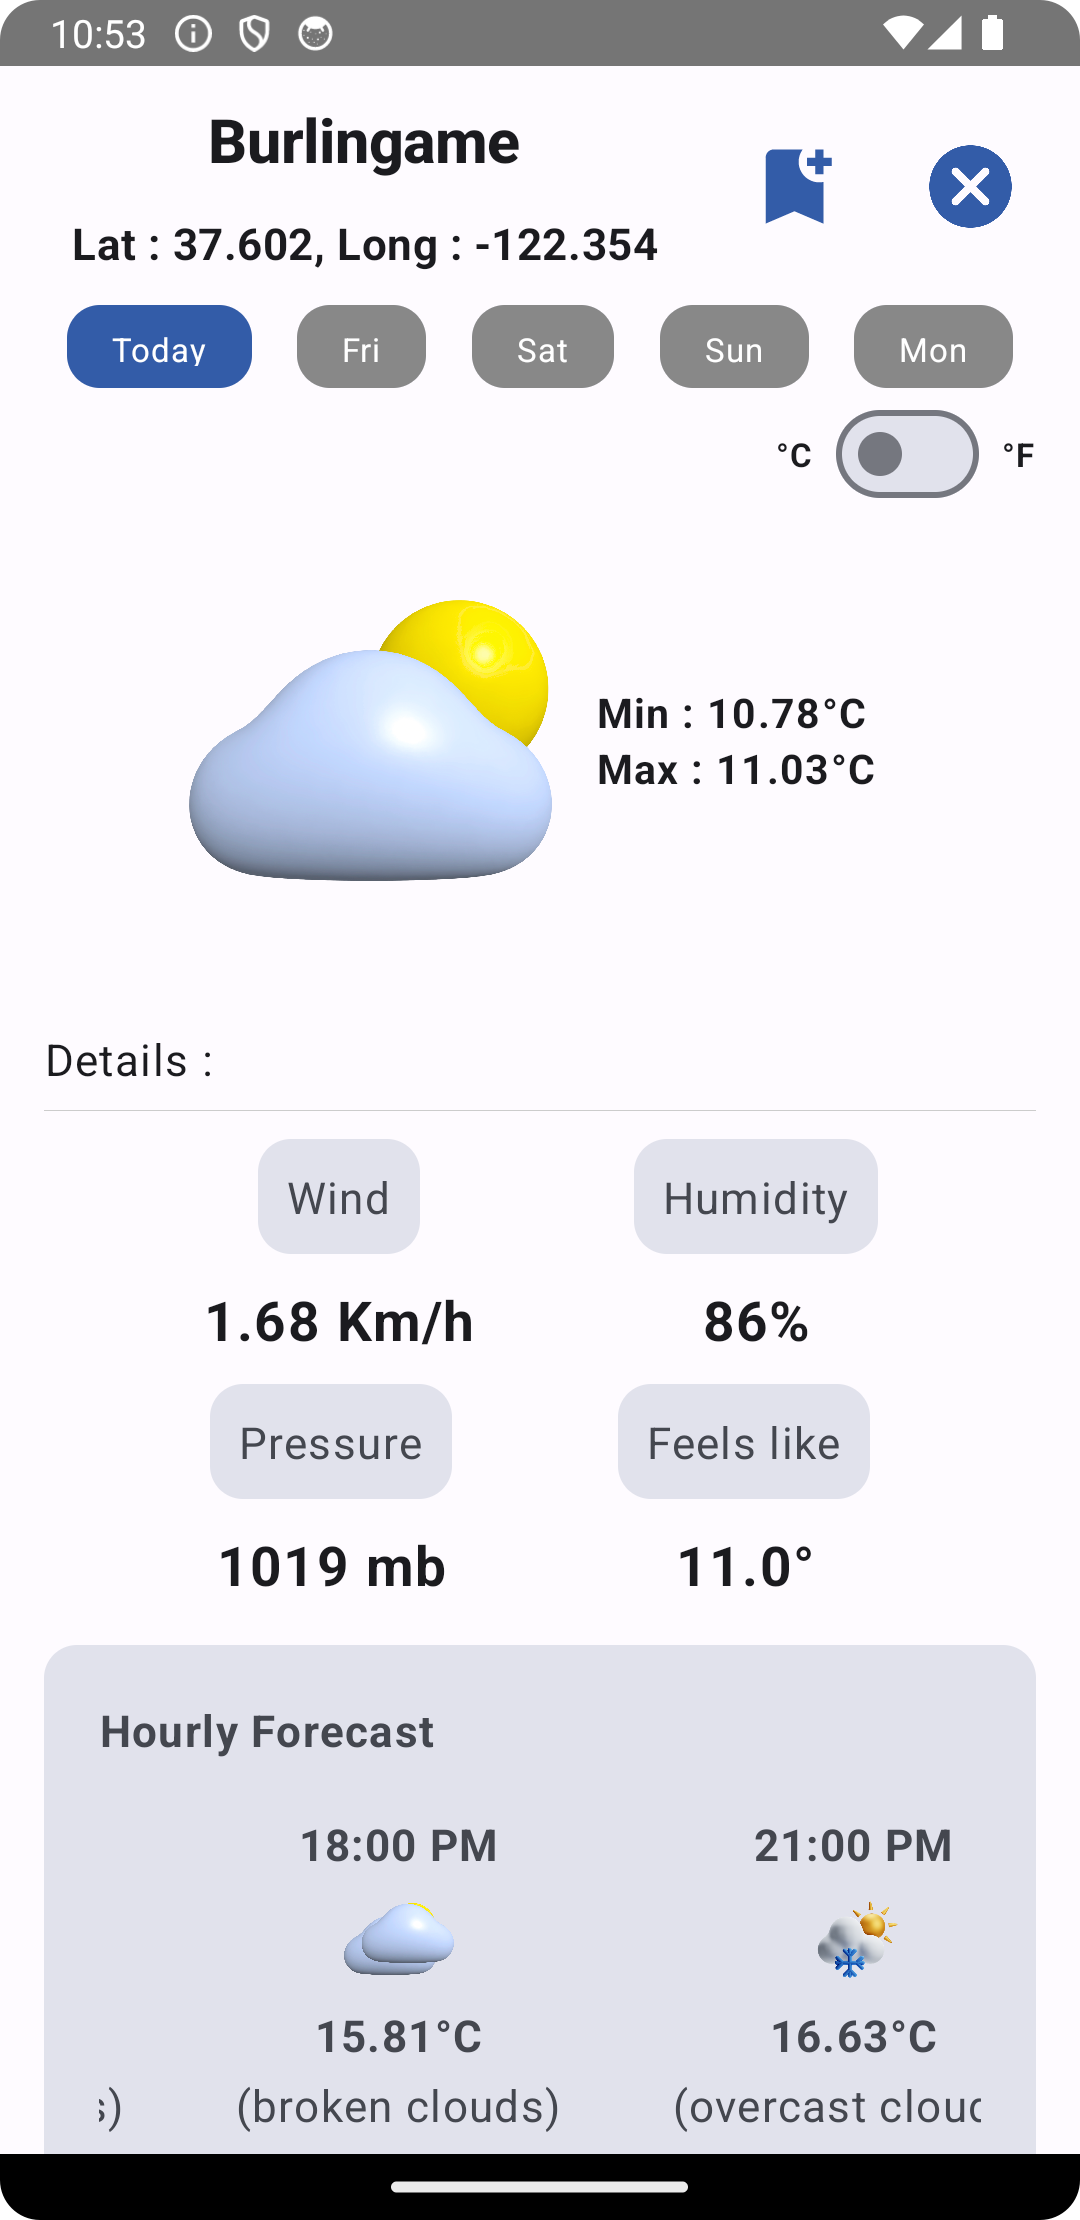 10:53
Burlingame
Lat : 37.602, Long : -122.354
Today Fri Sat Sun Mon
°C °F
Min : 10.78°C
Max : 11.03°C
Details :
Wind Humidity
1.68 Km/h 86%
Pressure Feels like
1019 mb 11.0°
Hourly Forecast
18:00 PM 21:00 PM
15.81°C 16.63°C
(broken clouds) (overcast